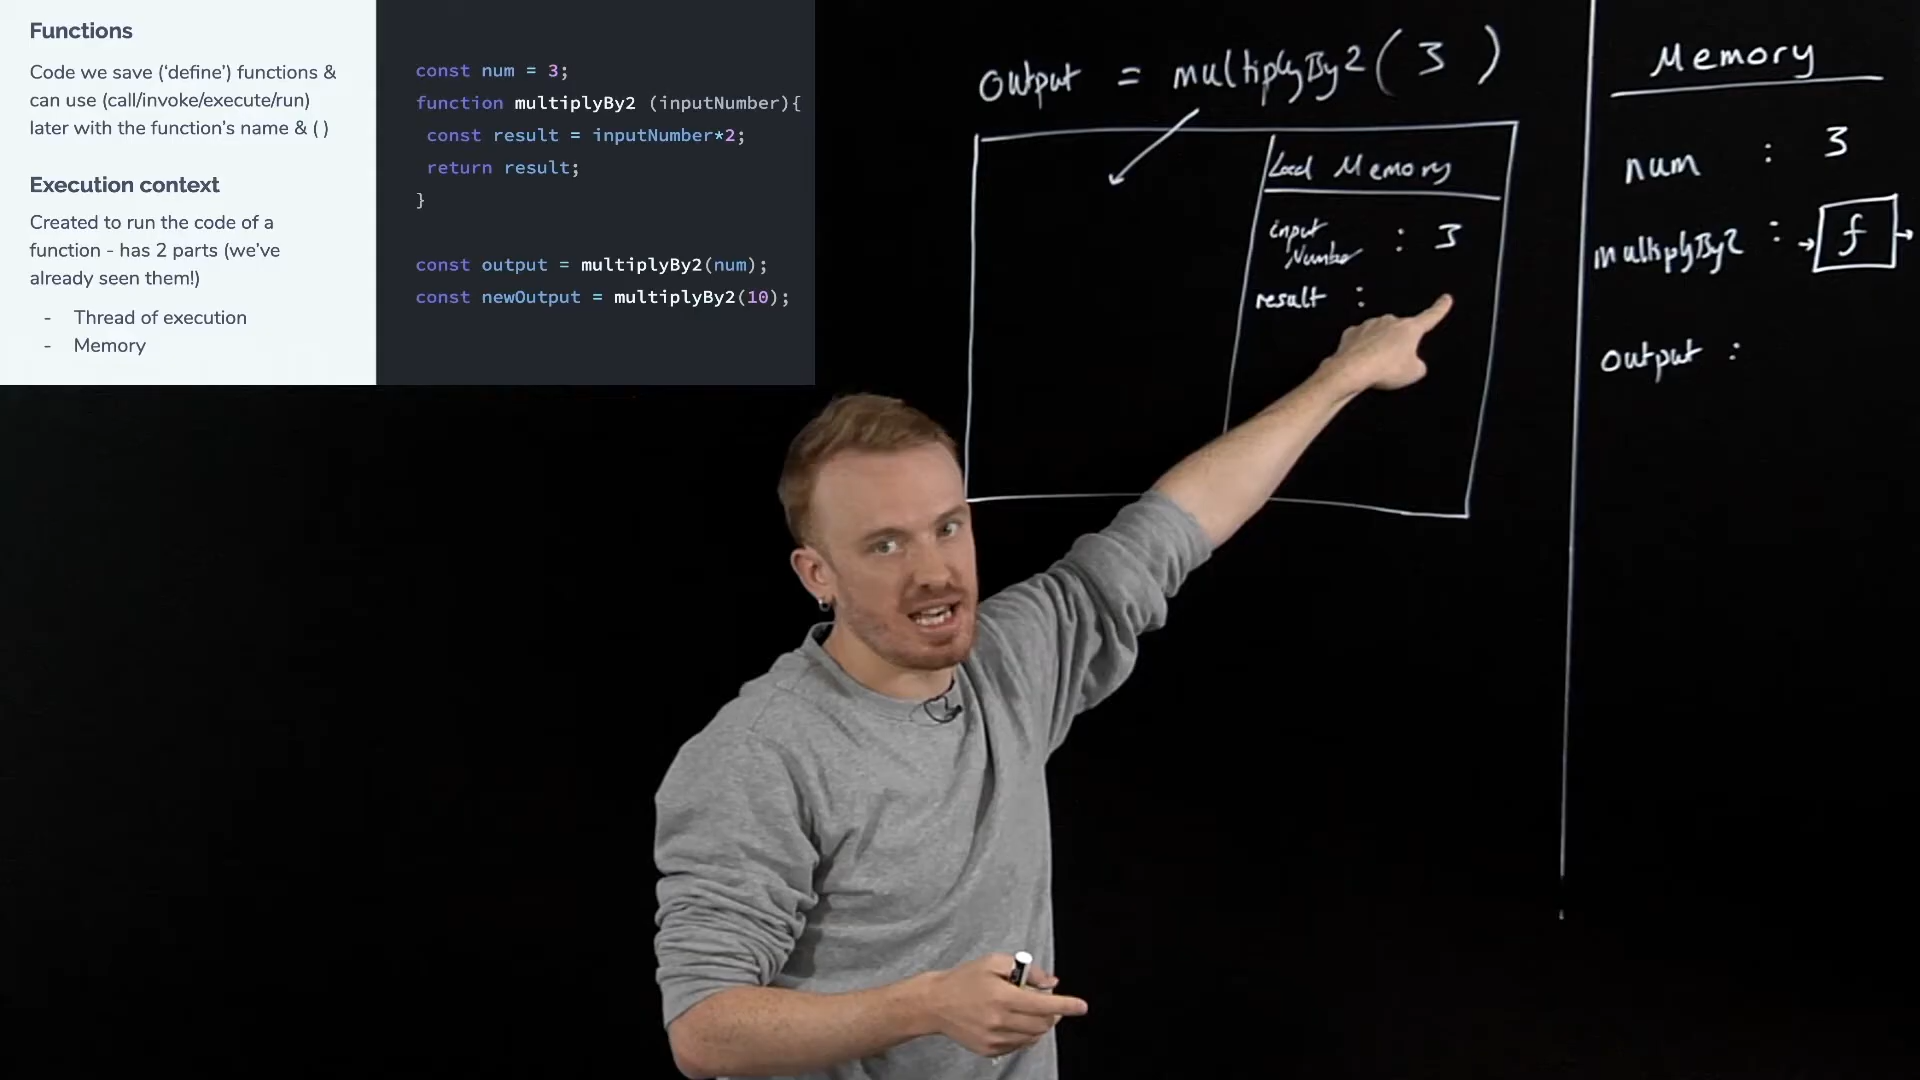 Functions
Code we save (‘define’) functions &
can use (call/invoke/execute/run)
later with the function’s name & ( )
Execution context
Created to run the code of a
function - has 2 parts (we’ve
already seen them!)
- Thread of execution
- Memory
const num = 3;
function multiplyBy2 (inputNumber){
const result = inputNumber*2;
return result;
}
const output = multiplyBy2(num);
const newOutput = multiplyBy2(10);
output = multiplyBy2( 3 )
Local Memory
input
Number : 3
result :
Memory
num : 3
multiplyBy2 : f
output :